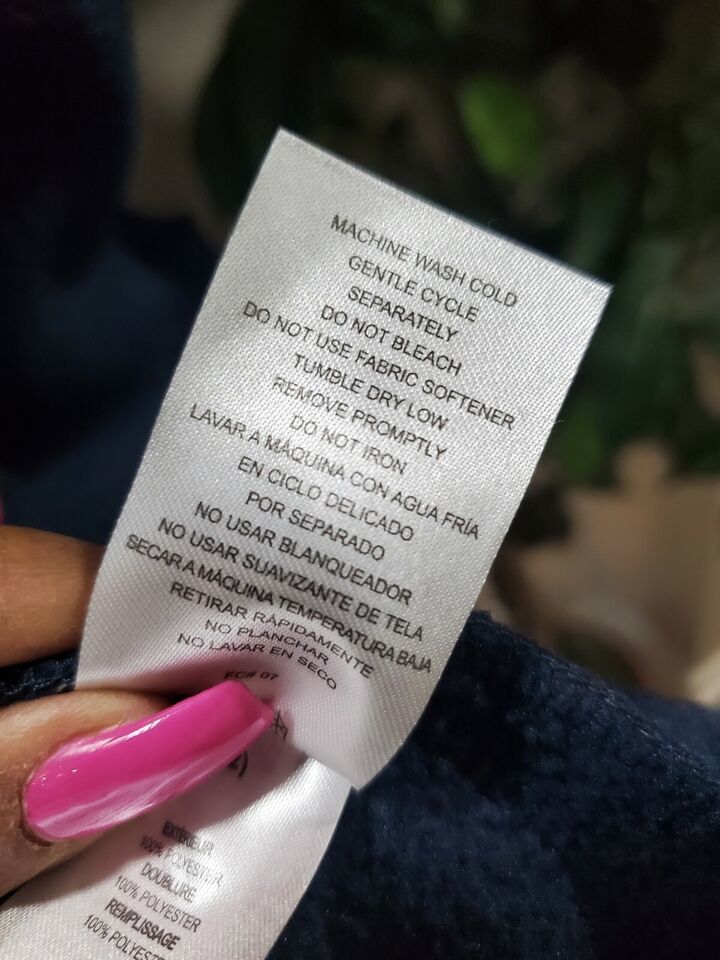 MACHINE WASH COLD
GENTLE CYCLE
SEPARATELY
DO NOT BLEACH
DO NOT USE FABRIC SOFTENER
TUMBLE DRY LOW
REMOVE PROMPTLY
DO NOT IRON
LAVAR A MÁQUINA CON AGUA FRÍA
EN CICLO DELICADO
POR SEPARADO
NO USAR BLANQUEADOR
NO USAR SUAVIZANTE DE TELA
SECAR A MÁQUINA TEMPERATURA BAJA
RETIRAR RÁPIDAMENTE
NO PLANCHAR
NO LAVAR EN SECO
07
EXTÉRIEUR
100% POLYESTER
DOUBLURE
100% POLYESTER
REMPLISSAGE
100%